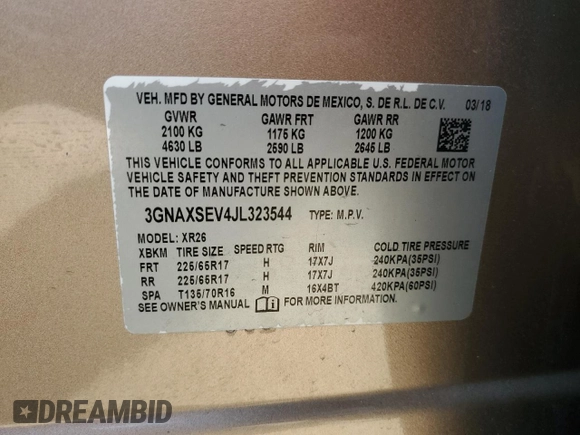 VEH. MFD BY GENERAL MOTORS DE MEXICO, S. DE R.L. DE C.V. 03/18
GVWR GAWR FRT GAWR RR
2100 KG 1175 KG 1200 KG
4630 LB 2590 LB 2645 LB
THIS VEHICLE CONFORMS TO ALL APPLICABLE U.S. FEDERAL MOTOR
VEHICLE SAFETY AND THEFT PREVENTION STANDARDS IN EFFECT ON
THE DATE OF MANUFACTURE SHOWN ABOVE.
3GNAXSEV4JL323544 TYPE: M.P.V.
MODEL: XR26
XBKM TIRE SIZE SPEED RTG RIM COLD TIRE PRESSURE
FRT 225/65R17 H 17X7J 240KPA(35PSI)
RR 225/65R17 H 17X7J 240KPA(35PSI)
SPA T135/70R16 M 16X4BT 420KPA(60PSI)
SEE OWNER'S MANUAL FOR MORE INFORMATION.
DREAMBID